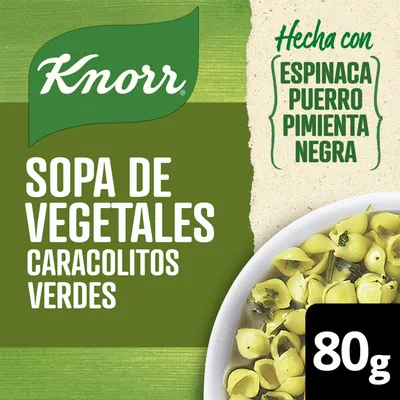 Knorr®
SOPA DE
VEGETALES
CARACOLITOS
VERDES
Hecha con
ESPINACA
PUERRO
PIMIENTA
NEGRA
80g